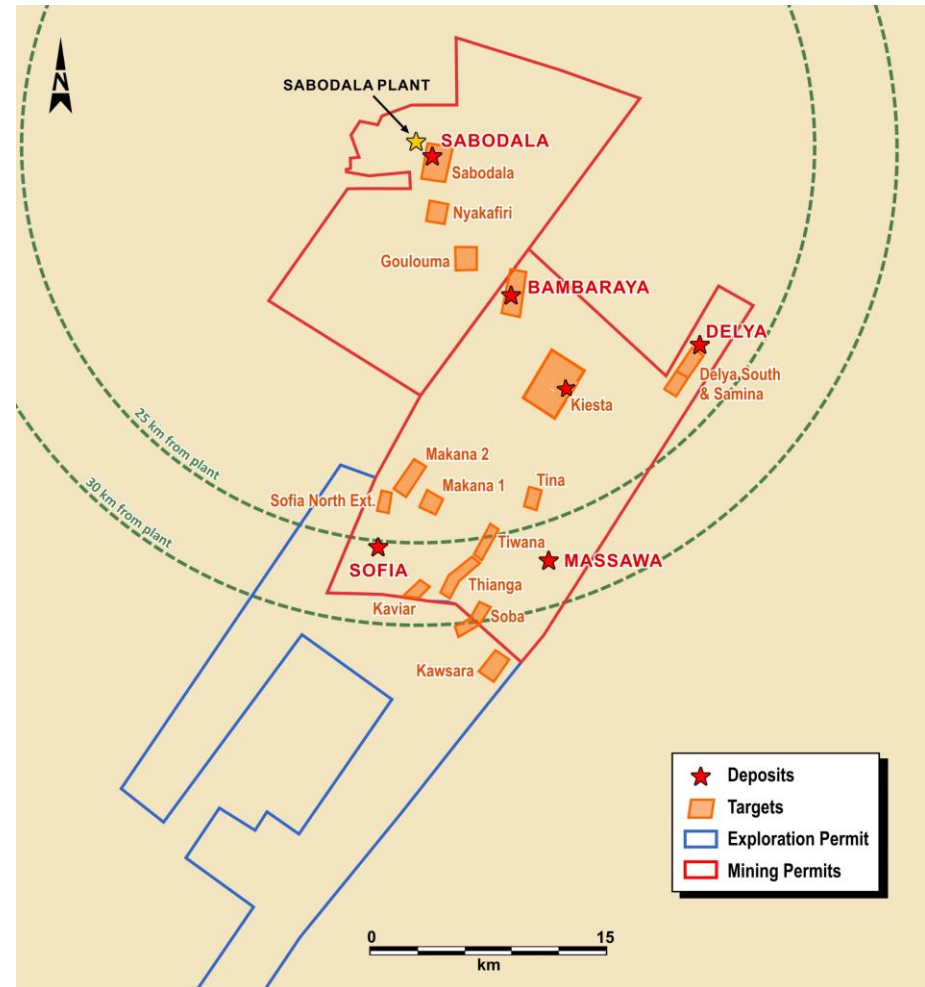 N
SABODALA PLANT
SABODALA
Sabodala
Nyakafiri
Goulouma
BAMBARAYA
DELYA
Delya South
& Samina
Kiesta
25 km from plant
30 km from plant
Makana 2
Makana 1
Tina
Sofia North Ext.
Tiwana
SOFIA
MASSAWA
Thianga
Kaviar
Soba
Kawsara
Deposits
Targets
Exploration Permit
Mining Permits
0 15
km